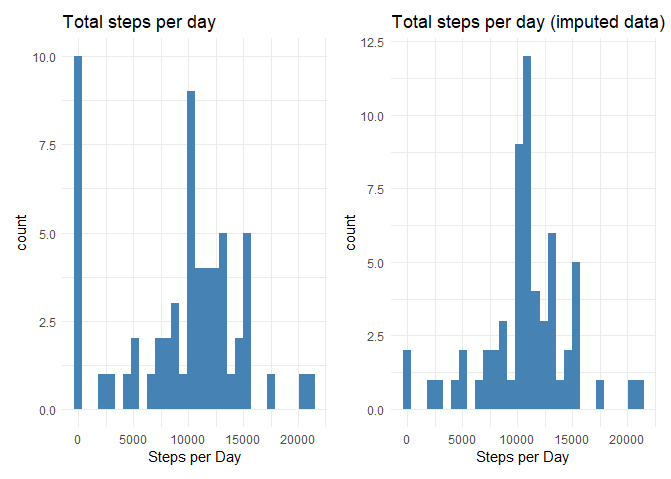 Total steps per day
10.0
7.5
5.0
2.5
0.0
count
0 5000 10000 15000 20000
Steps per Day
Total steps per day (imputed data)
12.5
10.0
7.5
5.0
2.5
0.0
count
0 5000 10000 15000 20000
Steps per Day